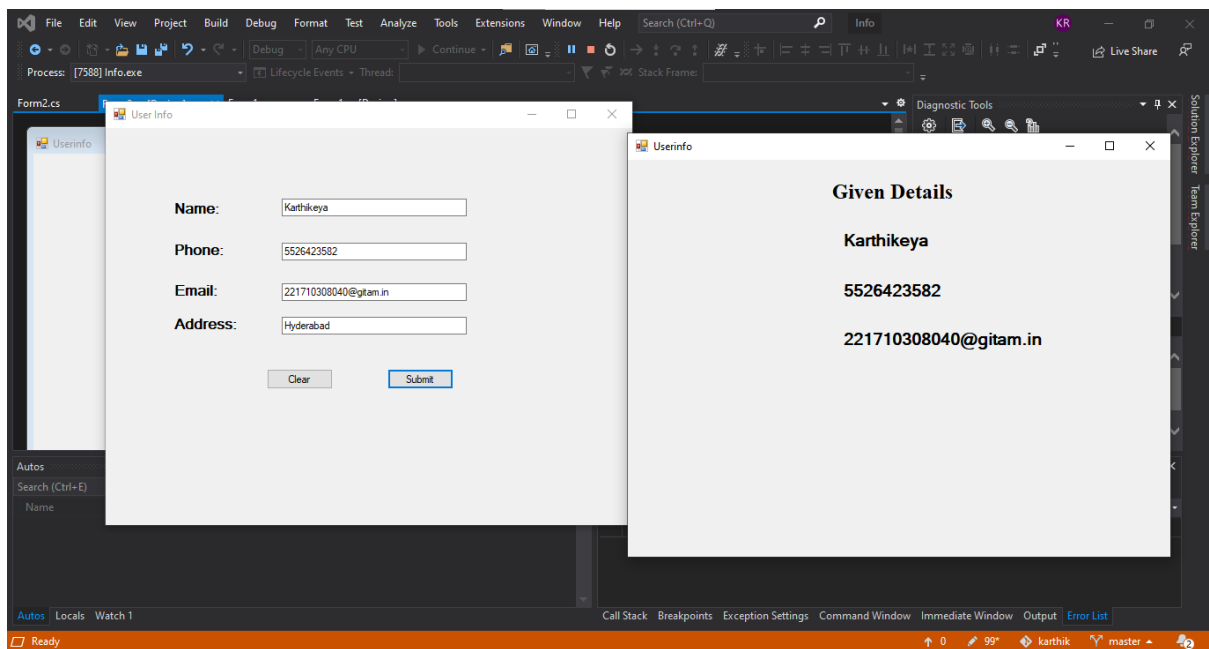 File Edit View Project Build Debug Format Test Analyze Tools Extensions Window Help Search (Ctrl+Q) Info KR
Debug Any CPU Continue Live Share
Process: [7588] Info.exe Lifecycle Events Thread: Stack Frame:
Form2.cs
Diagnostic Tools
Solution Explorer
Team Explorer
Userinfo
User Info
Name: Karthikeya
Phone: 5526423582
Email: 221710308040@gitam.in
Address: Hyderabad
Clear Submit
Userinfo
Given Details
Karthikeya
5526423582
221710308040@gitam.in
Autos
Search (Ctrl+E)
Name
Autos Locals Watch 1
Call Stack Breakpoints Exception Settings Command Window Immediate Window Output Error List
Ready 0 99* karthik master 2